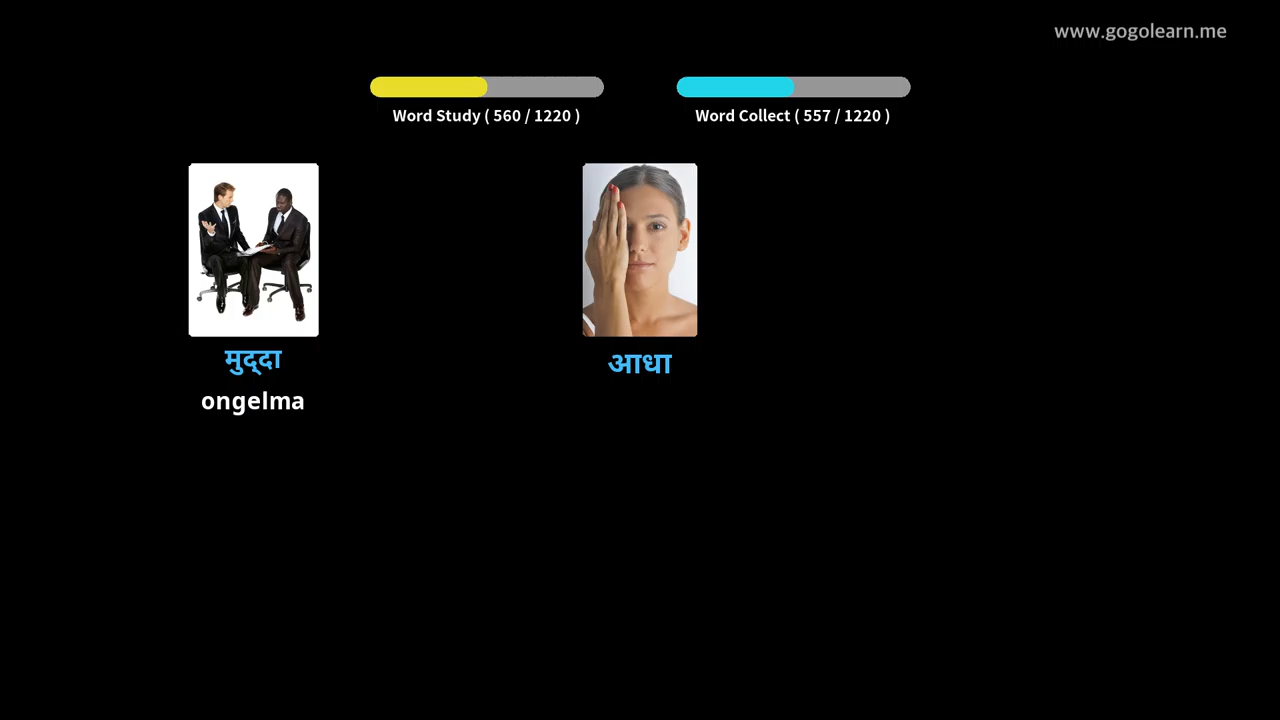 www.gogolearn.me
Word Study ( 560 / 1220 )
Word Collect ( 557 / 1220 )
मुद्दा
ongelma
आधा